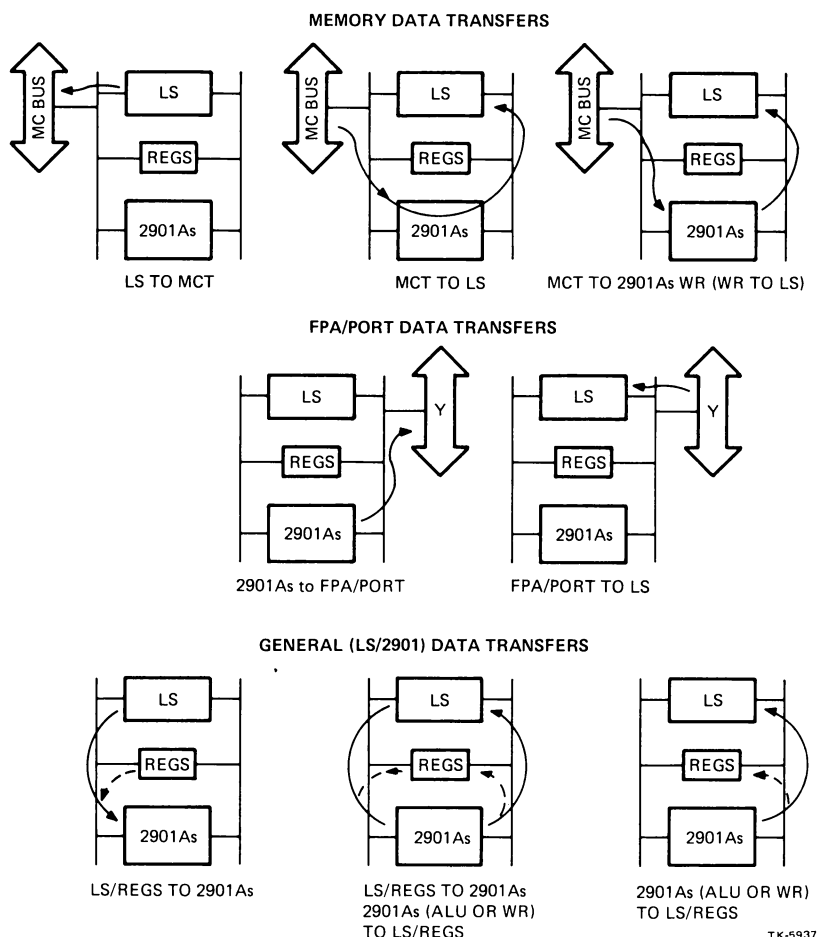 MEMORY DATA TRANSFERS
MC BUS
LS
REGS
2901As
LS TO MCT
MC BUS
LS
REGS
2901As
MCT TO LS
MC BUS
LS
REGS
2901As
MCT TO 2901As WR (WR TO LS)
FPA/PORT DATA TRANSFERS
LS
Y
REGS
2901As
2901As to FPA/PORT
LS
Y
REGS
2901As
FPA/PORT TO LS
GENERAL (LS/2901) DATA TRANSFERS
LS
REGS
2901As
LS/REGS TO 2901As
LS
REGS
2901As
LS/REGS TO 2901As
2901As (ALU OR WR)
TO LS/REGS
LS
REGS
2901As
2901As (ALU OR WR)
TO LS/REGS
TK-5937